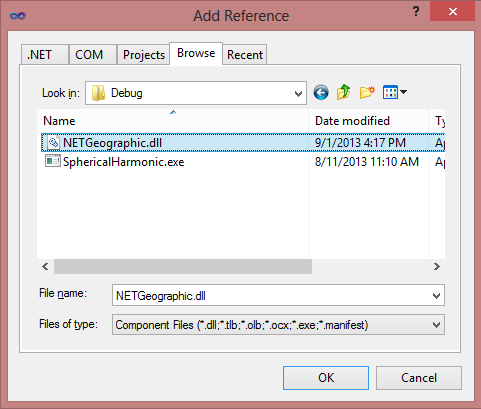 Add Reference
.NET COM Projects Browse Recent
Look in: Debug
Name Date modified Ty
NETGeographic.dll 9/1/2013 4:17 PM Ap
SphericalHarmonic.exe 8/11/2013 11:10 AM Ap
File name: NETGeographic.dll
Files of type: Component Files (*.dll;*.tlb;*.olb;*.ocx;*.exe;*.manifest)
OK Cancel